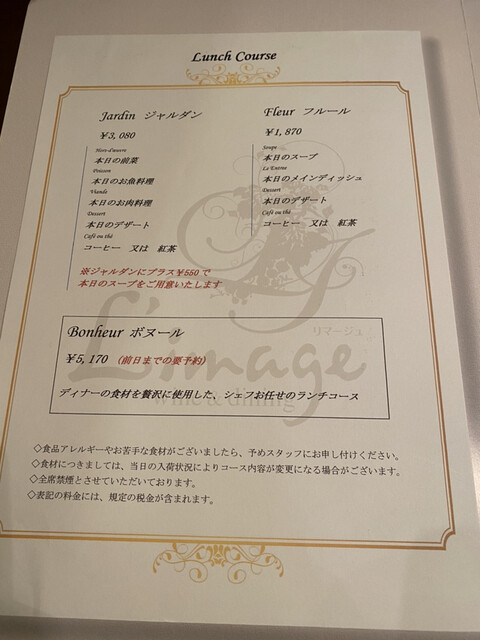 Lunch Course
Jardin ジャルダン
￥3,080
Hors-d'œuvre
本日の前菜
Poisson
本日のお魚料理
Viande
本日のお肉料理
Dessert
本日のデザート
Café ou thé
コーヒー 又は 紅茶
※ジャルダンにプラス￥550で
本日のスープをご用意いたします
Fleur フルール
￥1,870
Soupe
本日のスープ
La Entree
本日のメインディッシュ
Dessert
本日のデザート
Café ou thé
コーヒー 又は 紅茶
L'image
リマージュ
wine & dining
Bonheur ボヌール
￥5,170 （前日までの要予約）
ディナーの食材を贅沢に使用した、シェフお任せのランチコース
◇食品アレルギーやお苦手な食材がございましたら、予めスタッフにお申し付けください。
◇食材につきましては、当日の入荷状況によりコース内容が変更になる場合がございます。
◇全席禁煙とさせていただいております。
◇表記の料金には、規定の税金が含まれます。